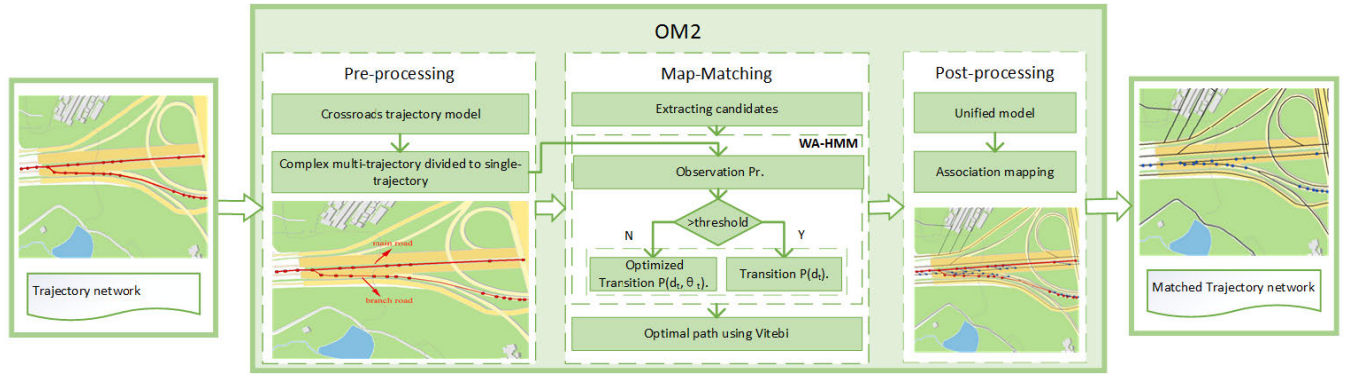 OM2
Trajectory network
Pre-processing
Crossroads trajectory model
Complex multi-trajectory divided to single-
trajectory
main road
branch road
Map-Matching
Extracting candidates
WA-HMM
Observation Pr.
>threshold
N
Y
Optimized
Transition P(dt, θt).
Transition P(dt).
Optimal path using Vitebi
Post-processing
Unified model
Association mapping
Matched Trajectory network